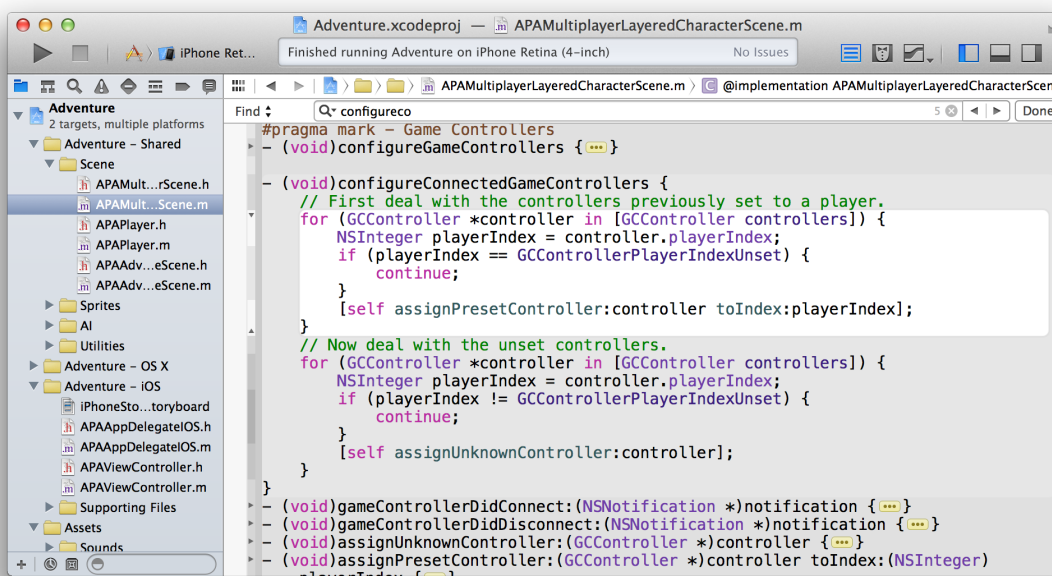 Adventure.xcodeproj — APAMultiplayerLayeredCharacterScene.m
iPhone Ret...
Finished running Adventure on iPhone Retina (4-inch) No Issues
APAMultiplayerLayeredCharacterScene.m @implementation APAMultiplayerLayeredCharacterScen
Find configureco 5 Done
Adventure
2 targets, multiple platforms
Adventure – Shared
Scene
APAMult...rScene.h
APAMult...Scene.m
APAPlayer.h
APAPlayer.m
APAAdv...eScene.h
APAAdv...eScene.m
Sprites
AI
Utilities
Adventure – OS X
Adventure – iOS
iPhoneSto...toryboard
APAAppDelegateIOS.h
APAAppDelegateIOS.m
APAViewController.h
APAViewController.m
Supporting Files
Assets
Sounds
#pragma mark – Game Controllers
– (void)configureGameControllers {...}
– (void)configureConnectedGameControllers {
// First deal with the controllers previously set to a player.
for (GCController *controller in [GCController controllers]) {
NSInteger playerIndex = controller.playerIndex;
if (playerIndex == GCControllerPlayerIndexUnset) {
continue;
}
[self assignPresetController:controller toIndex:playerIndex];
}
// Now deal with the unset controllers.
for (GCController *controller in [GCController controllers]) {
NSInteger playerIndex = controller.playerIndex;
if (playerIndex != GCControllerPlayerIndexUnset) {
continue;
}
[self assignUnknownController:controller];
}
}
– (void)gameControllerDidConnect:(NSNotification *)notification {...}
– (void)gameControllerDidDisconnect:(NSNotification *)notification {...}
– (void)assignUnknownController:(GCController *)controller {...}
– (void)assignPresetController:(GCController *)controller toIndex:(NSInteger)
playerIndex {...}